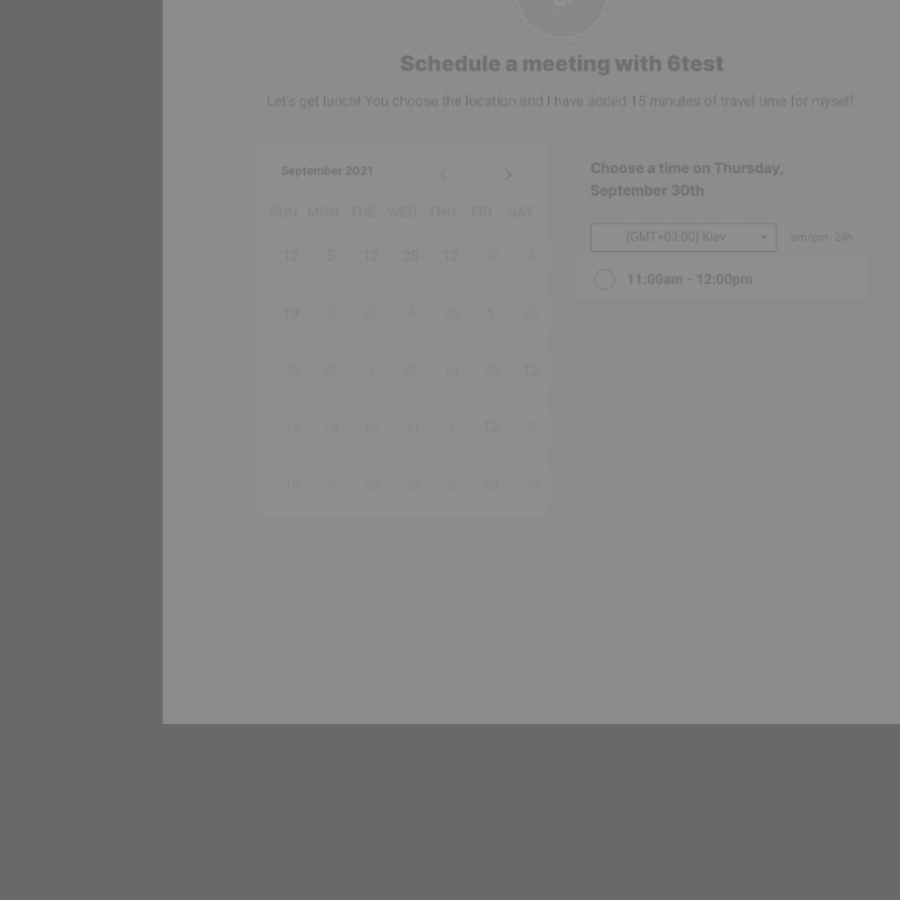 Schedule a meeting with 6test
Let's get lunch! You choose the location and I have added 15 minutes of travel time for myself.
September 2021
SUN MON TUE WED THU FRI SAT
12 5 12 28 12 30 4
19 2 22 4 26 5 23
30 22 1 22 14 26 12
18 14 16 31 9 12 2
18 9 23 25 2 23 27
Choose a time on Thursday,
September 30th
(GMT+03:00) Kiev am/pm 24h
11:00am - 12:00pm